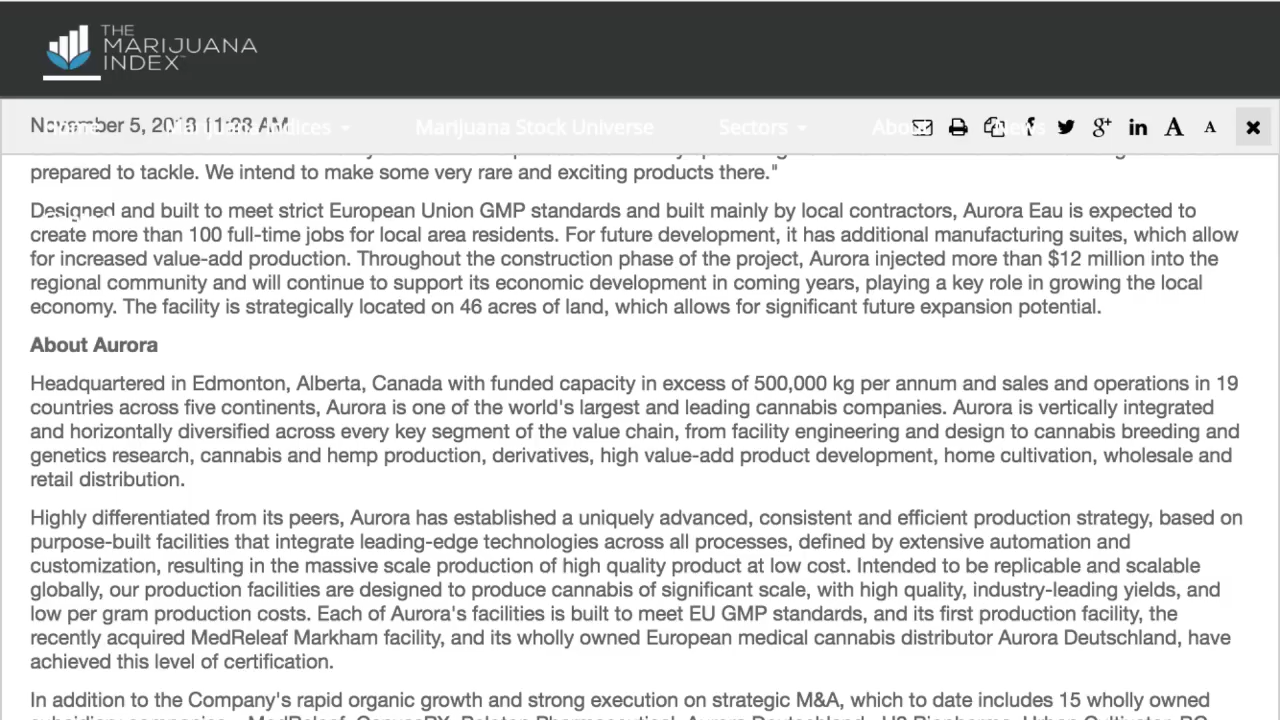 THE
MARIJUANA
INDEX™
November 5, 2018 11:23 AM
Home Marijuana Indices Marijuana Stock Universe Sectors About News
prepared to tackle. We intend to make some very rare and exciting products there."
Designed and built to meet strict European Union GMP standards and built mainly by local contractors, Aurora Eau is expected to
create more than 100 full-time jobs for local area residents. For future development, it has additional manufacturing suites, which allow
for increased value-add production. Throughout the construction phase of the project, Aurora injected more than $12 million into the
regional community and will continue to support its economic development in coming years, playing a key role in growing the local
economy. The facility is strategically located on 46 acres of land, which allows for significant future expansion potential.
About Aurora
Headquartered in Edmonton, Alberta, Canada with funded capacity in excess of 500,000 kg per annum and sales and operations in 19
countries across five continents, Aurora is one of the world's largest and leading cannabis companies. Aurora is vertically integrated
and horizontally diversified across every key segment of the value chain, from facility engineering and design to cannabis breeding and
genetics research, cannabis and hemp production, derivatives, high value-add product development, home cultivation, wholesale and
retail distribution.
Highly differentiated from its peers, Aurora has established a uniquely advanced, consistent and efficient production strategy, based on
purpose-built facilities that integrate leading-edge technologies across all processes, defined by extensive automation and
customization, resulting in the massive scale production of high quality product at low cost. Intended to be replicable and scalable
globally, our production facilities are designed to produce cannabis of significant scale, with high quality, industry-leading yields, and
low per gram production costs. Each of Aurora's facilities is built to meet EU GMP standards, and its first production facility, the
recently acquired MedReleaf Markham facility, and its wholly owned European medical cannabis distributor Aurora Deutschland, have
achieved this level of certification.
In addition to the Company's rapid organic growth and strong execution on strategic M&A, which to date includes 15 wholly owned